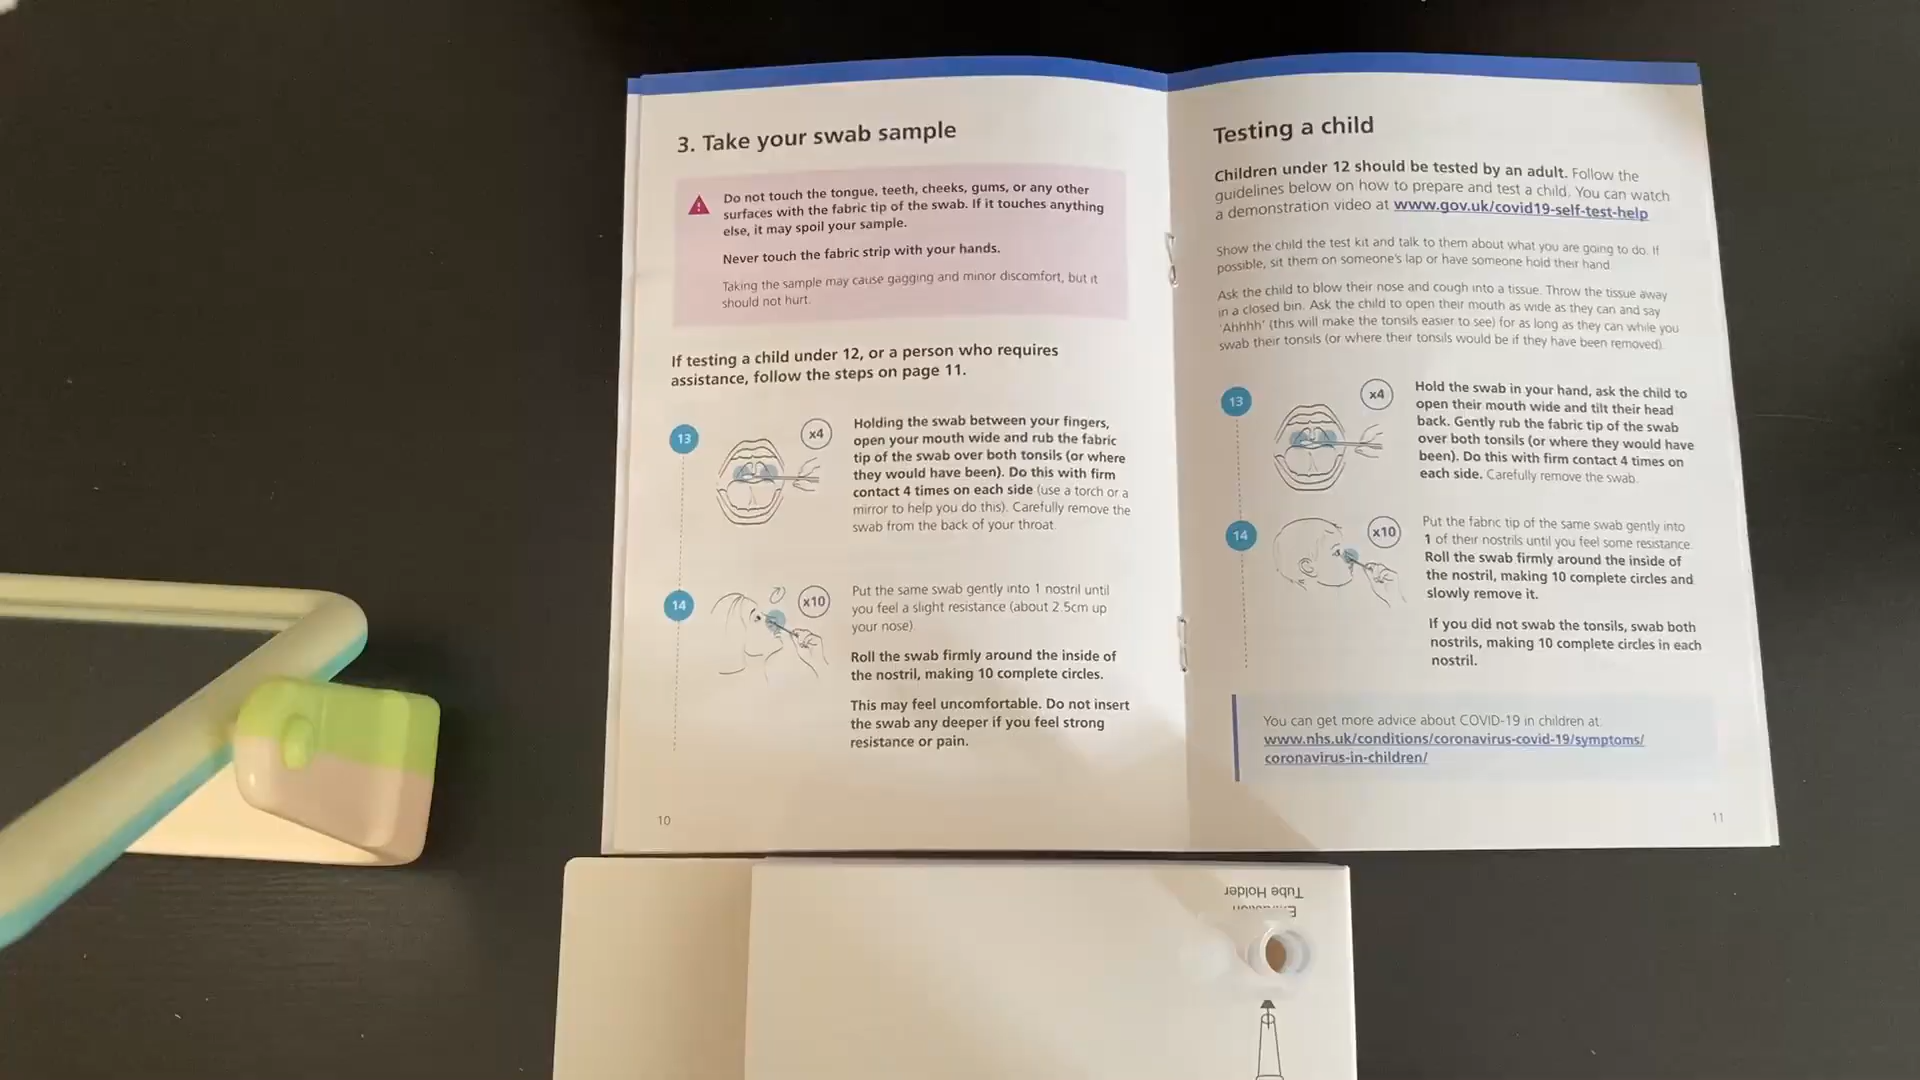 3. Take your swab sample
Do not touch the tongue, teeth, cheeks, gums, or any other
surfaces with the fabric tip of the swab. If it touches anything
else, it may spoil your sample.
Never touch the fabric strip with your hands.
Taking the sample may cause gagging and minor discomfort, but it
should not hurt.
If testing a child under 12, or a person who requires
assistance, follow the steps on page 11.
13
x4
Holding the swab between your fingers,
open your mouth wide and rub the fabric
tip of the swab over both tonsils (or where
they would have been). Do this with firm
contact 4 times on each side (use a torch or a
mirror to help you do this). Carefully remove the
swab from the back of your throat.
14
x10
Put the same swab gently into 1 nostril until
you feel a slight resistance (about 2.5cm up
your nose).
Roll the swab firmly around the inside of
the nostril, making 10 complete circles.
This may feel uncomfortable. Do not insert
the swab any deeper if you feel strong
resistance or pain.
10
Testing a child
Children under 12 should be tested by an adult. Follow the
guidelines below on how to prepare and test a child. You can watch
a demonstration video at www.gov.uk/covid19-self-test-help
Show the child the test kit and talk to them about what you are going to do. If
possible, sit them on someone's lap or have someone hold their hand.
Ask the child to blow their nose and cough into a tissue. Throw the tissue away
in a closed bin. Ask the child to open their mouth as wide as they can and say
'Ahhhh' (this will make the tonsils easier to see) for as long as they can while you
swab their tonsils (or where their tonsils would be if they have been removed).
13
x4
Hold the swab in your hand, ask the child to
open their mouth wide and tilt their head
back. Gently rub the fabric tip of the swab
over both tonsils (or where they would have
been). Do this with firm contact 4 times on
each side. Carefully remove the swab.
14
x10
Put the fabric tip of the same swab gently into
1 of their nostrils until you feel some resistance.
Roll the swab firmly around the inside of
the nostril, making 10 complete circles and
slowly remove it.
If you did not swab the tonsils, swab both
nostrils, making 10 complete circles in each
nostril.
You can get more advice about COVID-19 in children at:
www.nhs.uk/conditions/coronavirus-covid-19/symptoms/
coronavirus-in-children/
11
Tube Holder